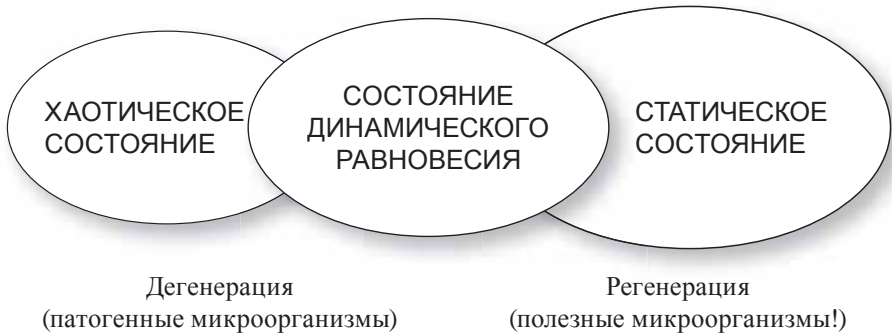 ХАОТИЧЕСКОЕ
СОСТОЯНИЕ
СОСТОЯНИЕ
ДИНАМИЧЕСКОГО
РАВНОВЕСИЯ
СТАТИЧЕСКОЕ
СОСТОЯНИЕ
Дегенерация
(патогенные микроорганизмы)
Регенерация
(полезные микроорганизмы!)